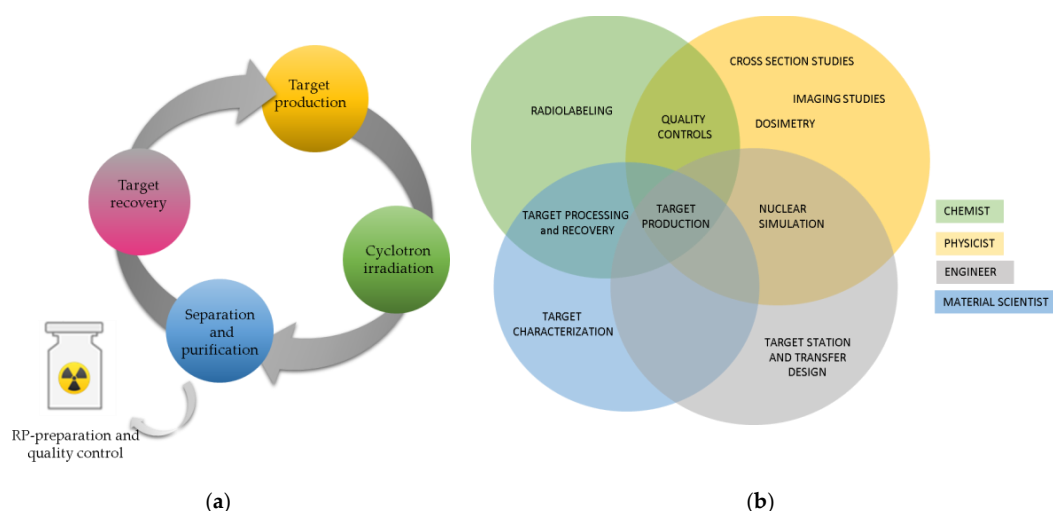 Target
production
Target
recovery
Cyclotron
irradiation
Separation
and
purification
RP-preparation and
quality control
(a)
CROSS SECTION STUDIES
IMAGING STUDIES
RADIOLABELING
QUALITY
CONTROLS
DOSIMETRY
TARGET PROCESSING
and RECOVERY
TARGET
PRODUCTION
NUCLEAR
SIMULATION
TARGET
CHARACTERIZATION
TARGET STATION
AND TRANSFER
DESIGN
CHEMIST
PHYSICIST
ENGINEER
MATERIAL SCIENTIST
(b)